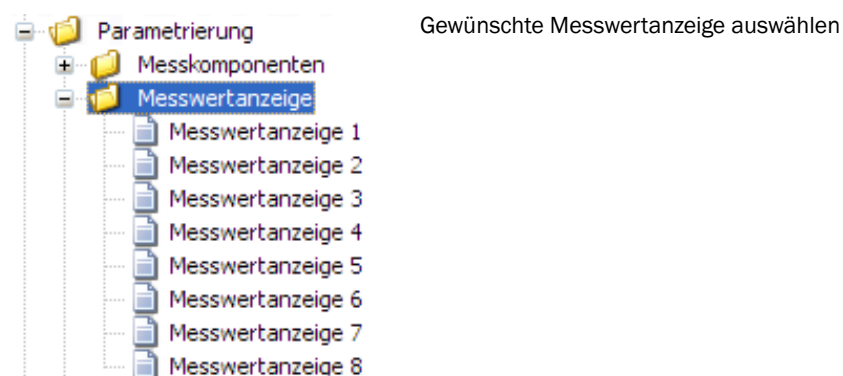 Parametrierung
Gewünschte Messwertanzeige auswählen
Messkomponenten
Messwertanzeige
Messwertanzeige 1
Messwertanzeige 2
Messwertanzeige 3
Messwertanzeige 4
Messwertanzeige 5
Messwertanzeige 6
Messwertanzeige 7
Messwertanzeige 8